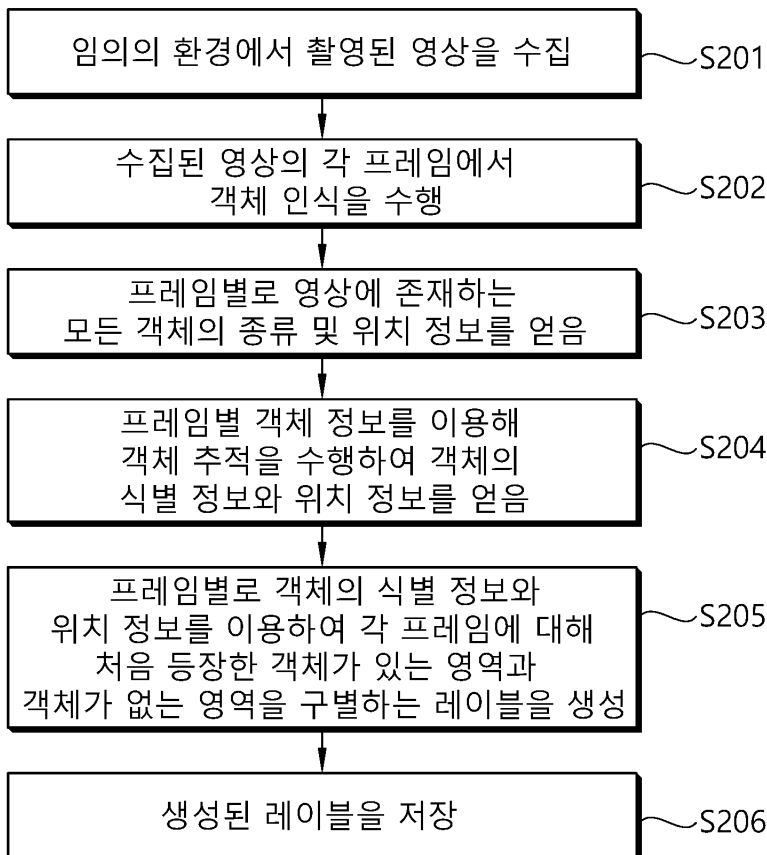 임의의 환경에서 촬영된 영상을 수집
S201
수집된 영상의 각 프레임에서
객체 인식을 수행
S202
프레임별로 영상에 존재하는
모든 객체의 종류 및 위치 정보를 얻음
S203
프레임별 객체 정보를 이용해
객체 추적을 수행하여 객체의
식별 정보와 위치 정보를 얻음
S204
프레임별로 객체의 식별 정보와
위치 정보를 이용하여 각 프레임에 대해
처음 등장한 객체가 있는 영역과
객체가 없는 영역을 구별하는 레이블을 생성
S205
생성된 레이블을 저장
S206